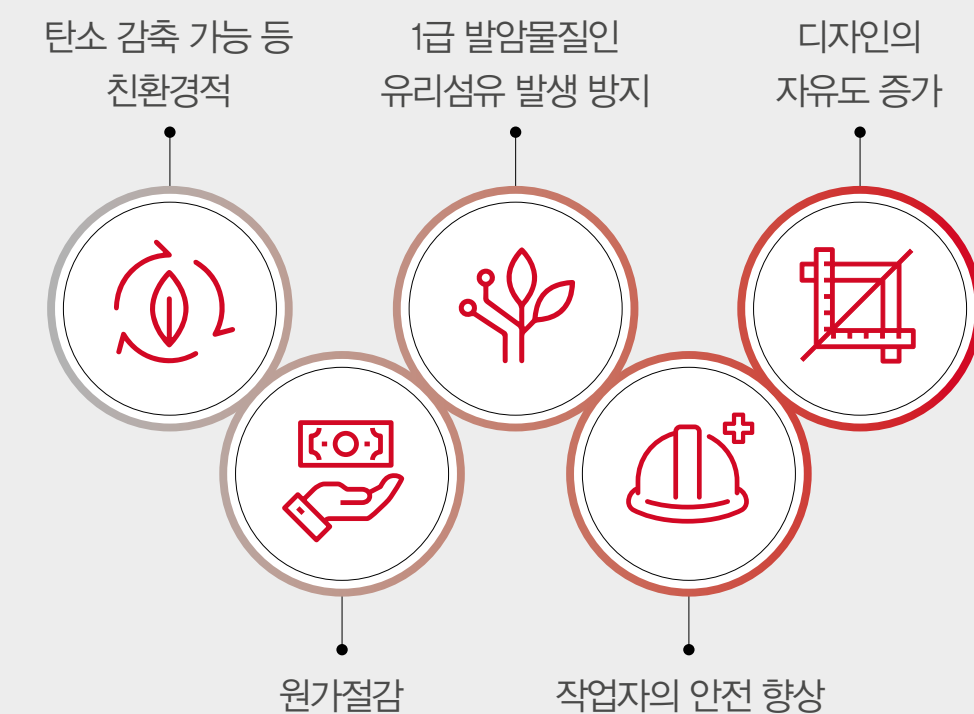 탄소 감축 가능 등
친환경적
1급 발암물질인
유리섬유 발생 방지
디자인의
자유도 증가
원가절감
작업자의 안전 향상